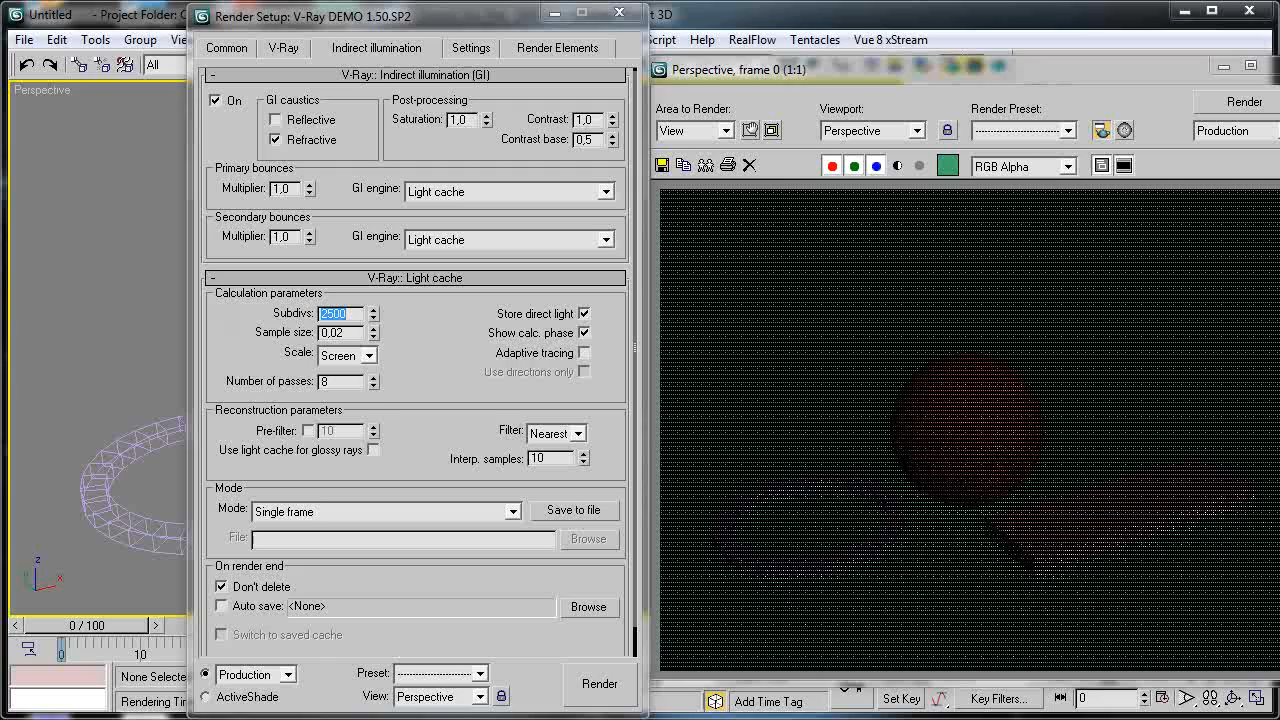 Untitled - Project Folder: C:
Render Setup: V-Ray DEMO 1.50.SP2
t 3D
File Edit Tools Group
Script Help RealFlow Tentacles Vue 8 xStream
Common V-Ray Indirect illumination Settings Render Elements
All
Perspective
Perspective, frame 0 (1:1)
- V-Ray:: Indirect illumination (GI)
On
GI caustics
Reflective
Refractive
Post-processing
Saturation: 1,0 Contrast: 1,0
Contrast base: 0,5
Primary bounces
Multiplier: 1,0 GI engine: Light cache
Secondary bounces
Multiplier: 1,0 GI engine: Light cache
- V-Ray:: Light cache
Calculation parameters
Subdivs: 2500 Store direct light
Sample size: 0,02 Show calc. phase
Scale: Screen Adaptive tracing
Use directions only
Number of passes: 8
Reconstruction parameters
Pre-filter: 10 Filter: Nearest
Use light cache for glossy rays Interp. samples: 10
Mode
Mode: Single frame Save to file
File: Browse
On render end
Don't delete
Auto save: <None> Browse
Switch to saved cache
Production Preset: -------------------
ActiveShade View: Perspective
Render
Area to Render: Viewport: Render Preset: Render
View Perspective -------------------- Production
RGB Alpha
z
x
0 / 100
0 10
None Selected
Rendering Tim
Add Time Tag Set Key Key Filters... 0